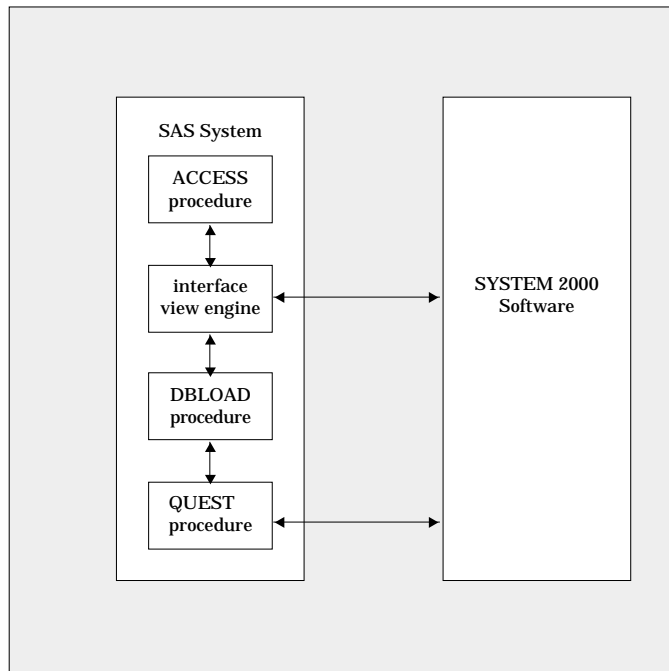 SAS System
ACCESS
procedure
interface
view engine
DBLOAD
procedure
QUEST
procedure
SYSTEM 2000
Software